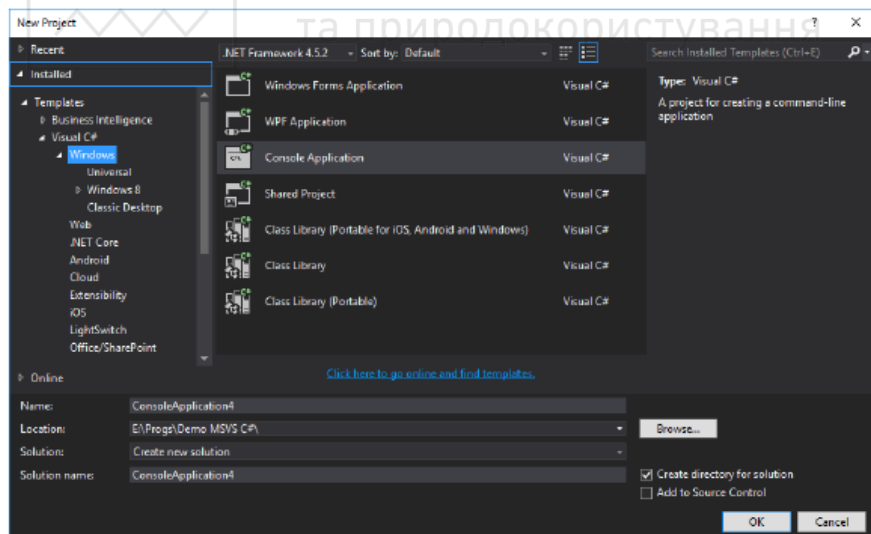 та природокористування
New Project ? ×
Recent
Installed
Templates
Business Intelligence
Visual C#
Windows
Universal
Windows 8
Classic Desktop
Web
.NET Core
Android
Cloud
Extensibility
iOS
LightSwitch
Office/SharePoint
Online
.NET Framework 4.5.2 Sort by: Default
Search Installed Templates (Ctrl+E)
Windows Forms Application Visual C#
WPF Application Visual C#
Console Application Visual C#
Shared Project Visual C#
Class Library (Portable for iOS, Android and Windows) Visual C#
Class Library Visual C#
Class Library (Portable) Visual C#
Click here to go online and find templates.
Type: Visual C#
A project for creating a command-line
application
Name: ConsoleApplication4
Location: E:\Progs\Demo MSVS C#\ Browse...
Solution: Create new solution
Solution name: ConsoleApplication4
Create directory for solution
Add to Source Control
OK Cancel